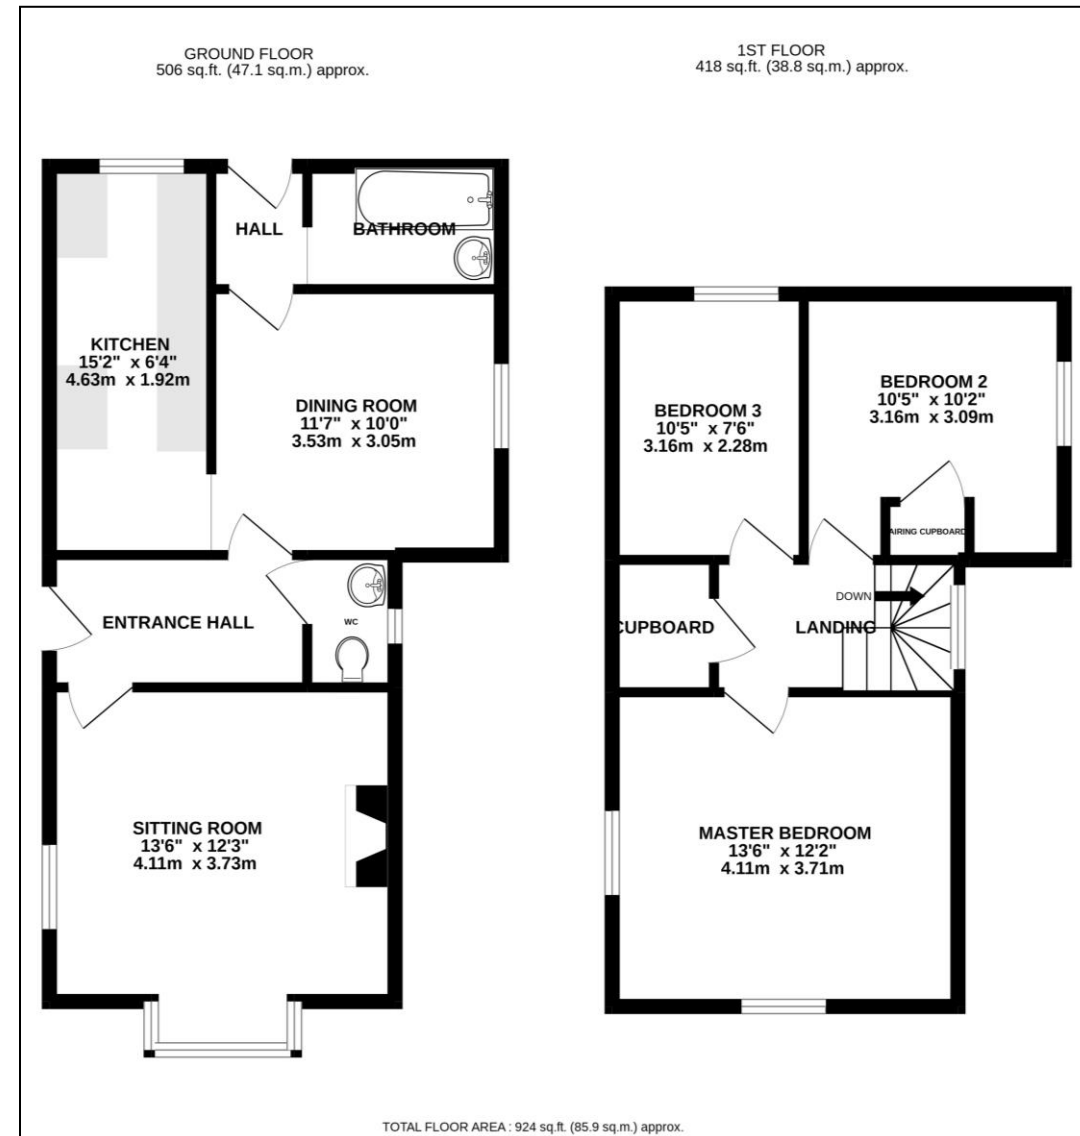 GROUND FLOOR
506 sq.ft. (47.1 sq.m.) approx.
1ST FLOOR
418 sq.ft. (38.8 sq.m.) approx.
HALL
BATHROOM
KITCHEN
15'2" x 6'4"
4.63m x 1.92m
DINING ROOM
11'7" x 10'0"
3.53m x 3.05m
ENTRANCE HALL
WC
SITTING ROOM
13'6" x 12'3"
4.11m x 3.73m
BEDROOM 3
10'5" x 7'6"
3.16m x 2.28m
BEDROOM 2
10'5" x 10'2"
3.16m x 3.09m
AIRING CUPBOARD
DOWN
CUPBOARD
LANDING
MASTER BEDROOM
13'6" x 12'2"
4.11m x 3.71m
TOTAL FLOOR AREA : 924 sq.ft. (85.9 sq.m.) approx.